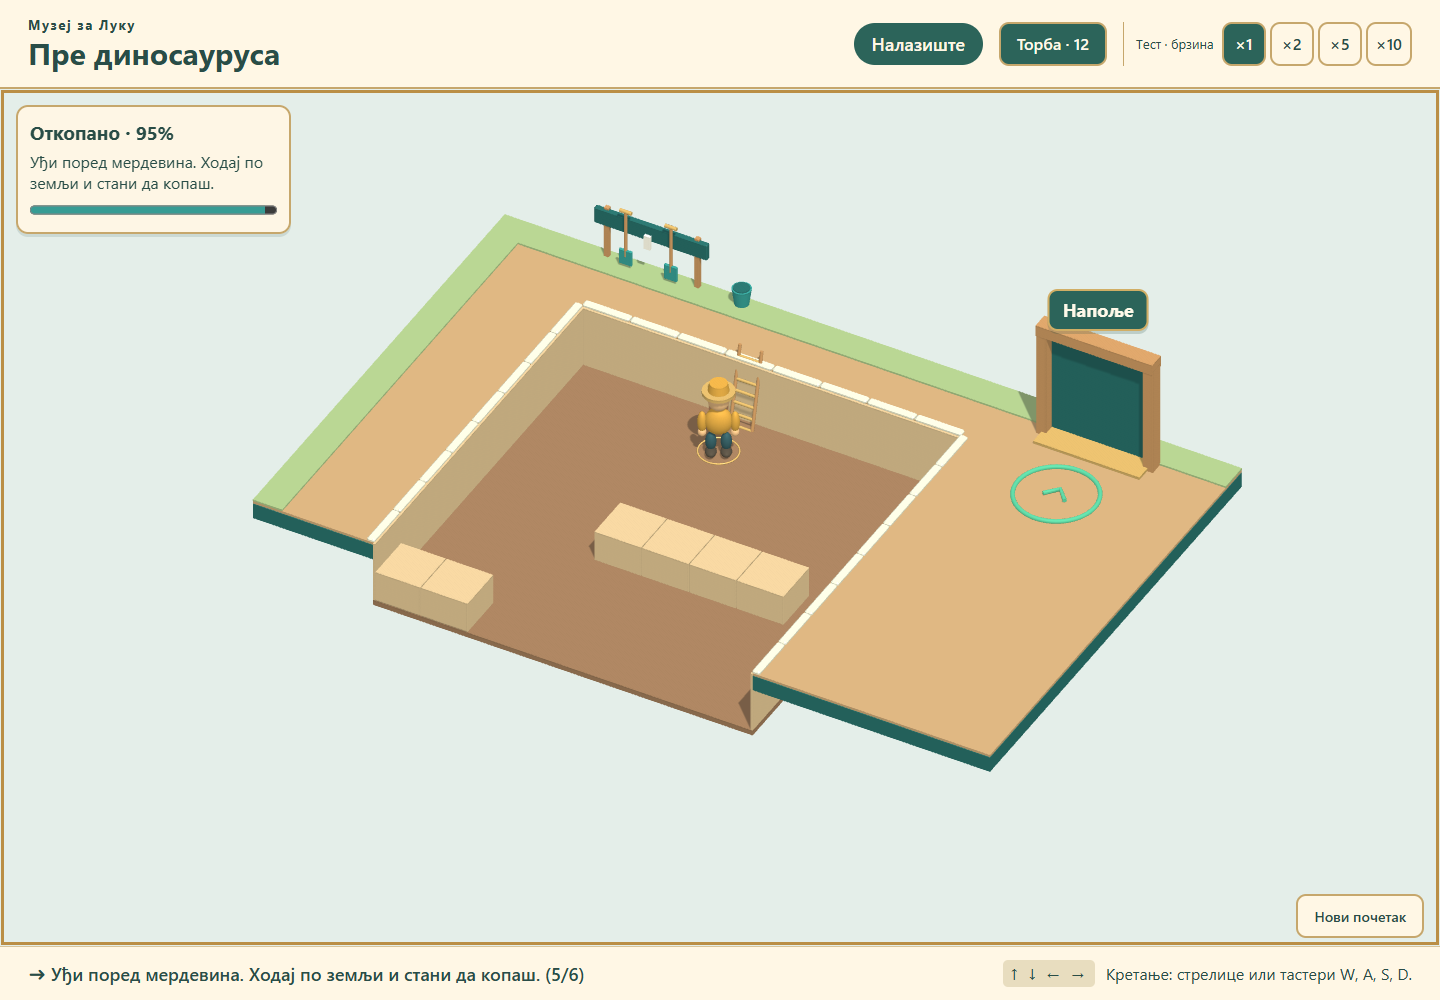 Музеј за Луку
Пре диносауруса
Налазиште
Торба · 12
Тест · брзина
×1
×2
×5
×10
Откопано · 95%
Уђи поред мердевина. Ходај по
земљи и стани да копаш.
Напоље
Нови почетак
→ Уђи поред мердевина. Ходај по земљи и стани да копаш. (5/6)
↑ ↓ ← → Кретање: стрелице или тастери W, A, S, D.